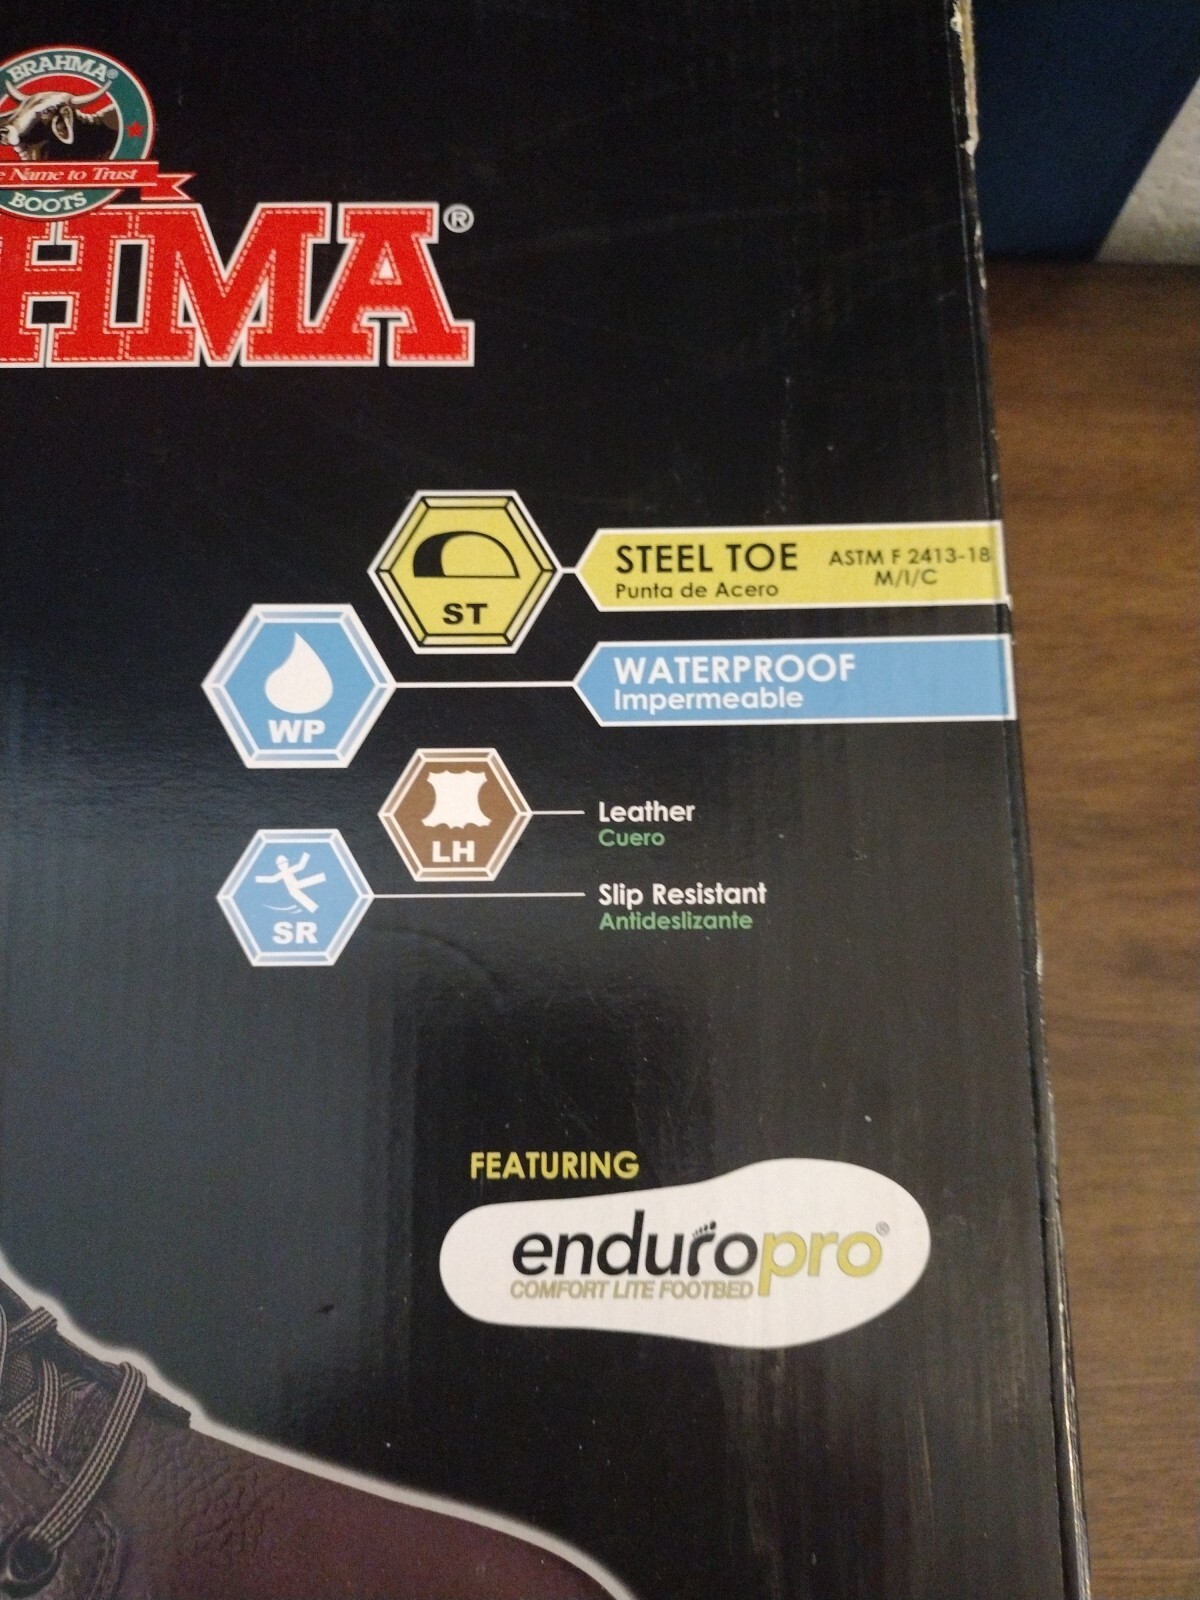 BRAHMA®
Name to Trust
BOOTS
HMA®
STEEL TOE ASTM F 2413-18
Punta de Acero M/I/C
ST
WATERPROOF
Impermeable
WP
Leather
Cuero
LH
Slip Resistant
Antideslizante
SR
FEATURING
enduropro®
COMFORT LITE FOOTBED